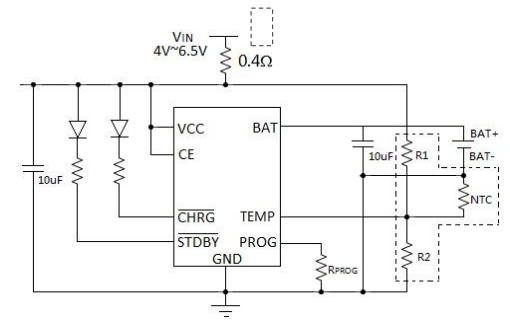 VIN
4V~6.5V
0.4Ω
VCC
BAT
BAT+
CE
10uF
R1
BAT-
10uF
NTC
CHRG
TEMP
STDBY
PROG
R2
GND
RPROG